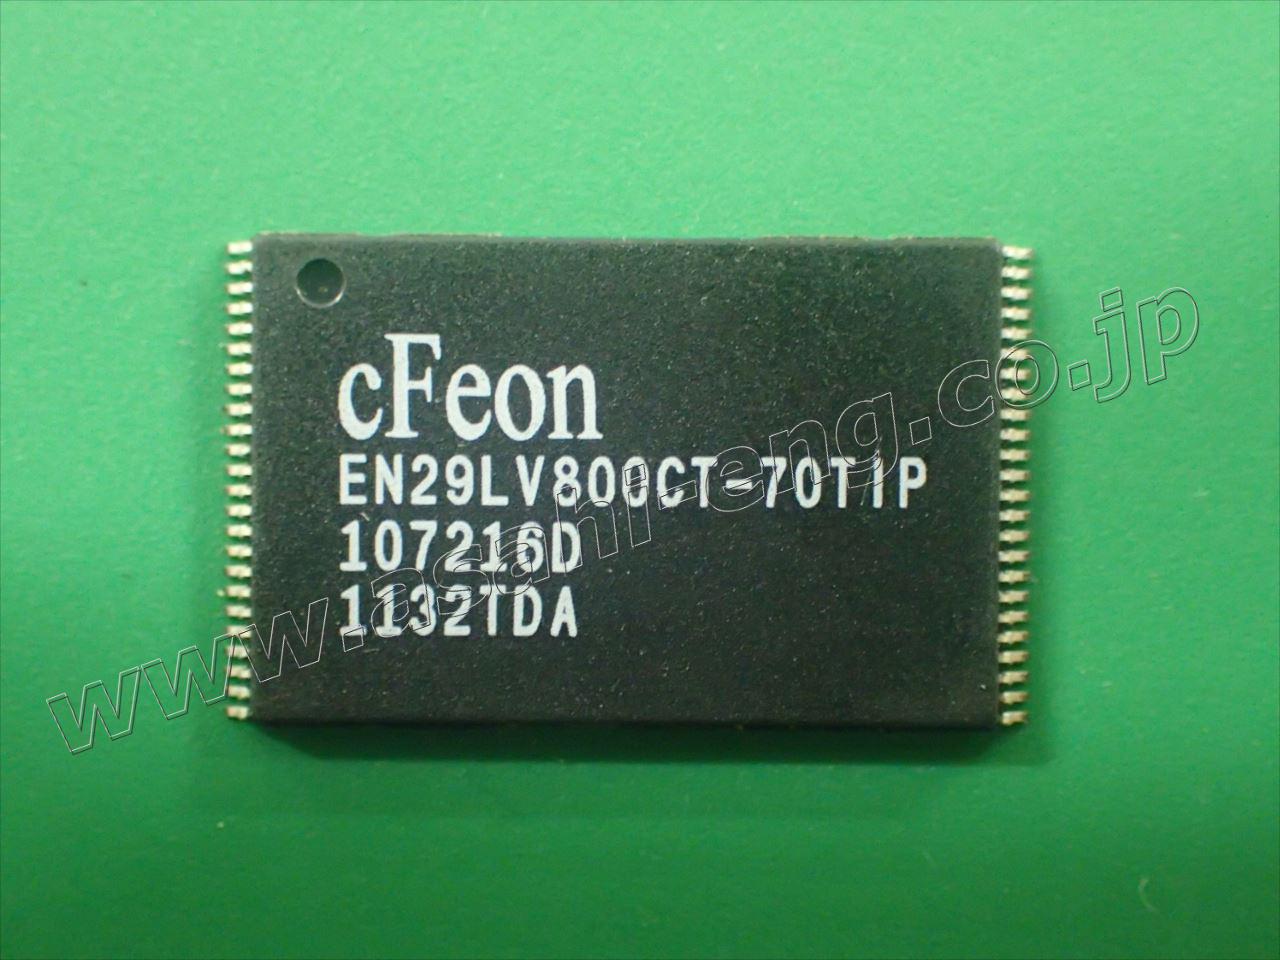 cFeon
EN29LV800CT-70TIP
107216D
1132TDA
www.asahi-eng.co.jp